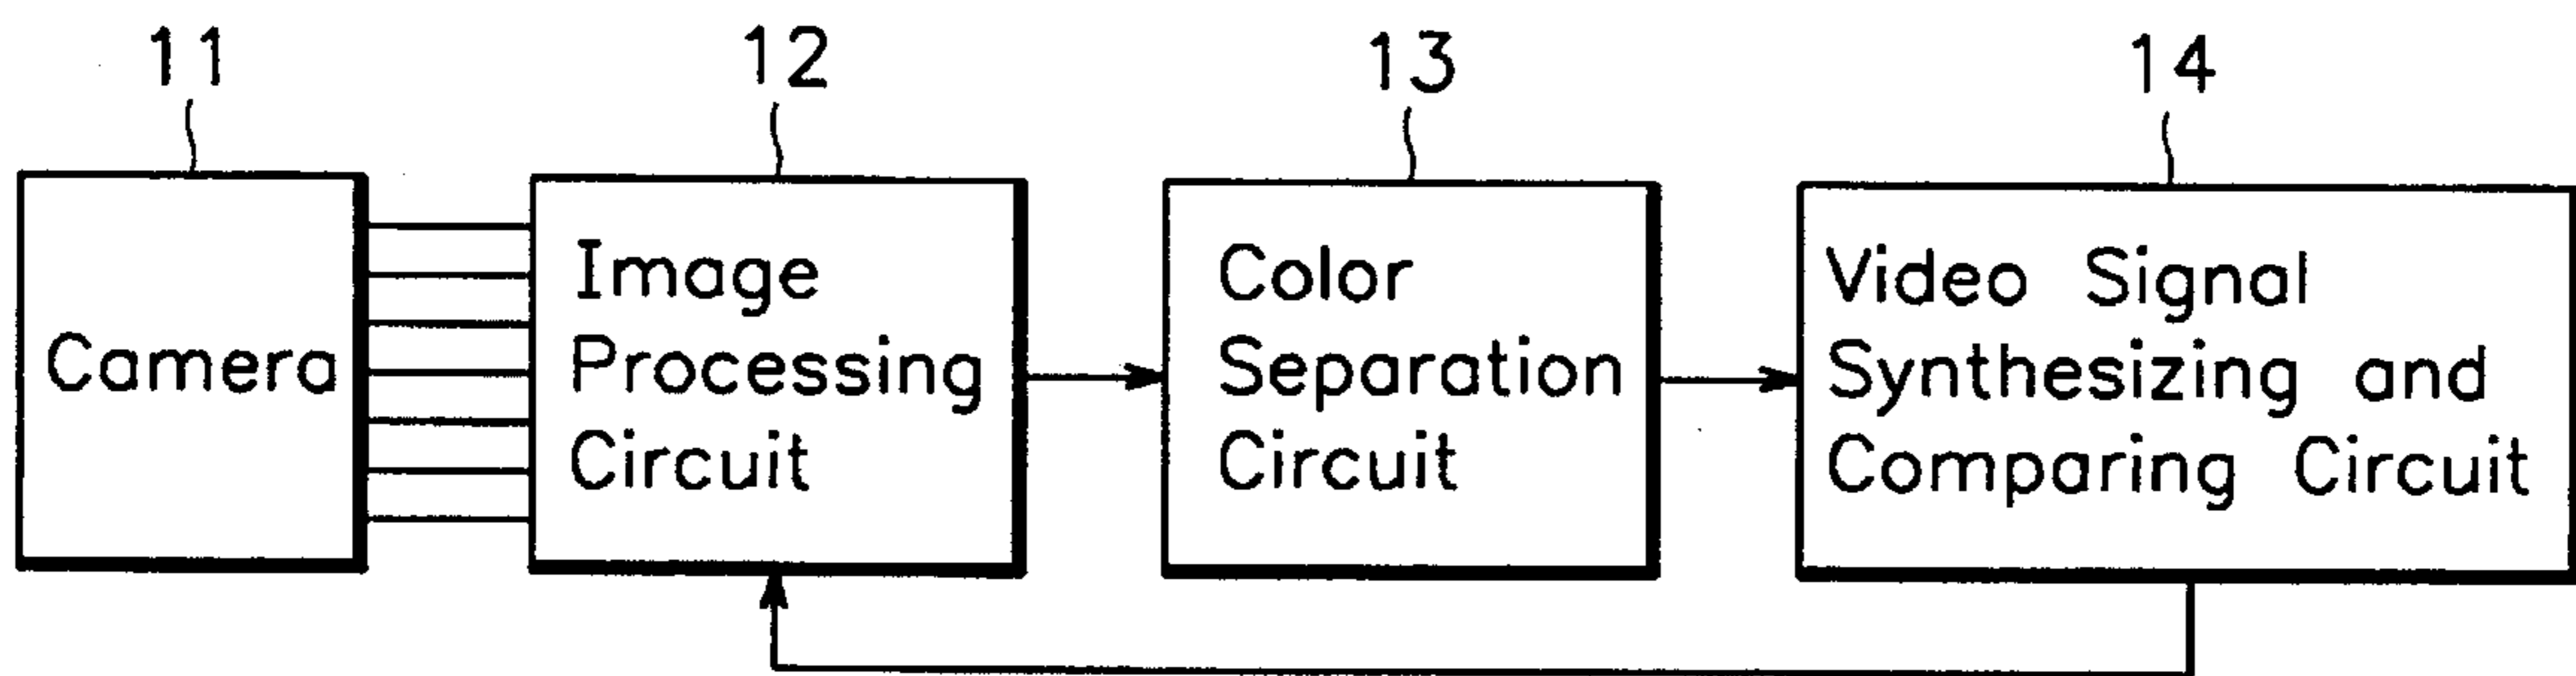 11
12
13
14
Camera
Image
Processing
Circuit
Color
Separation
Circuit
Video Signal
Synthesizing and
Comparing Circuit